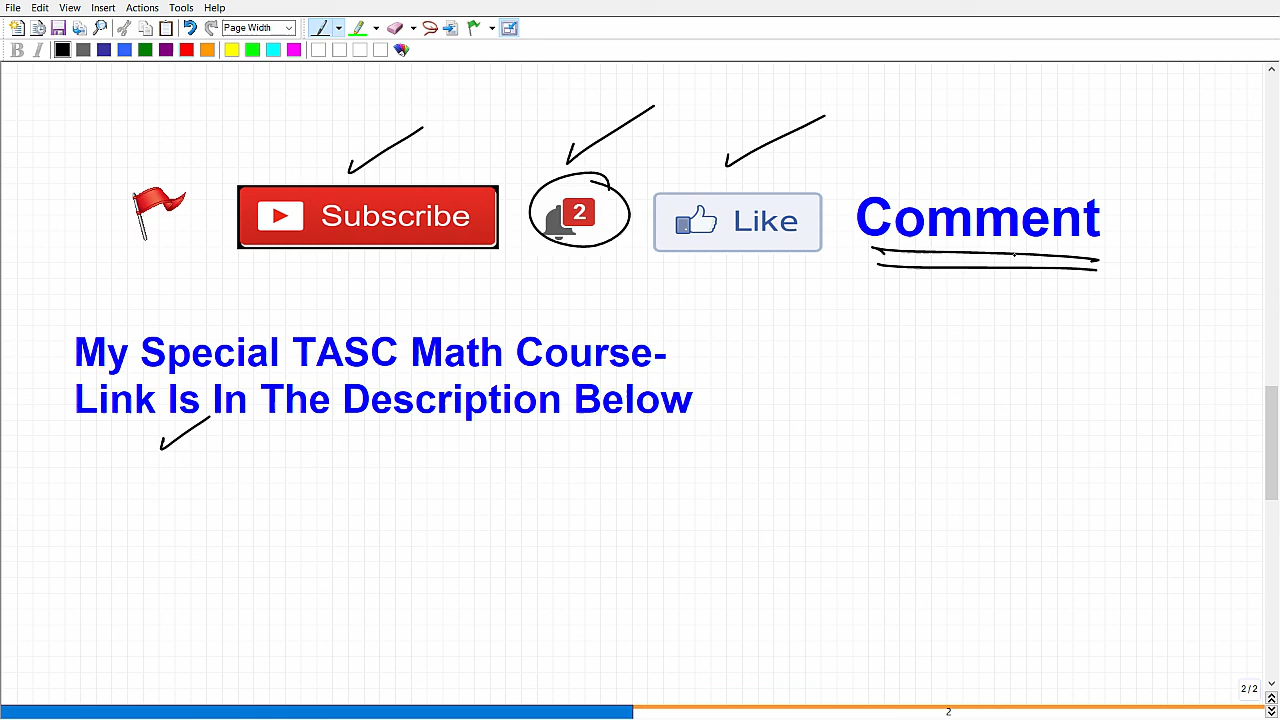 File Edit View Insert Actions Tools Help
Page Width
B I
Subscribe 2 Like Comment
My Special TASC Math Course-
Link Is In The Description Below
2/2
2